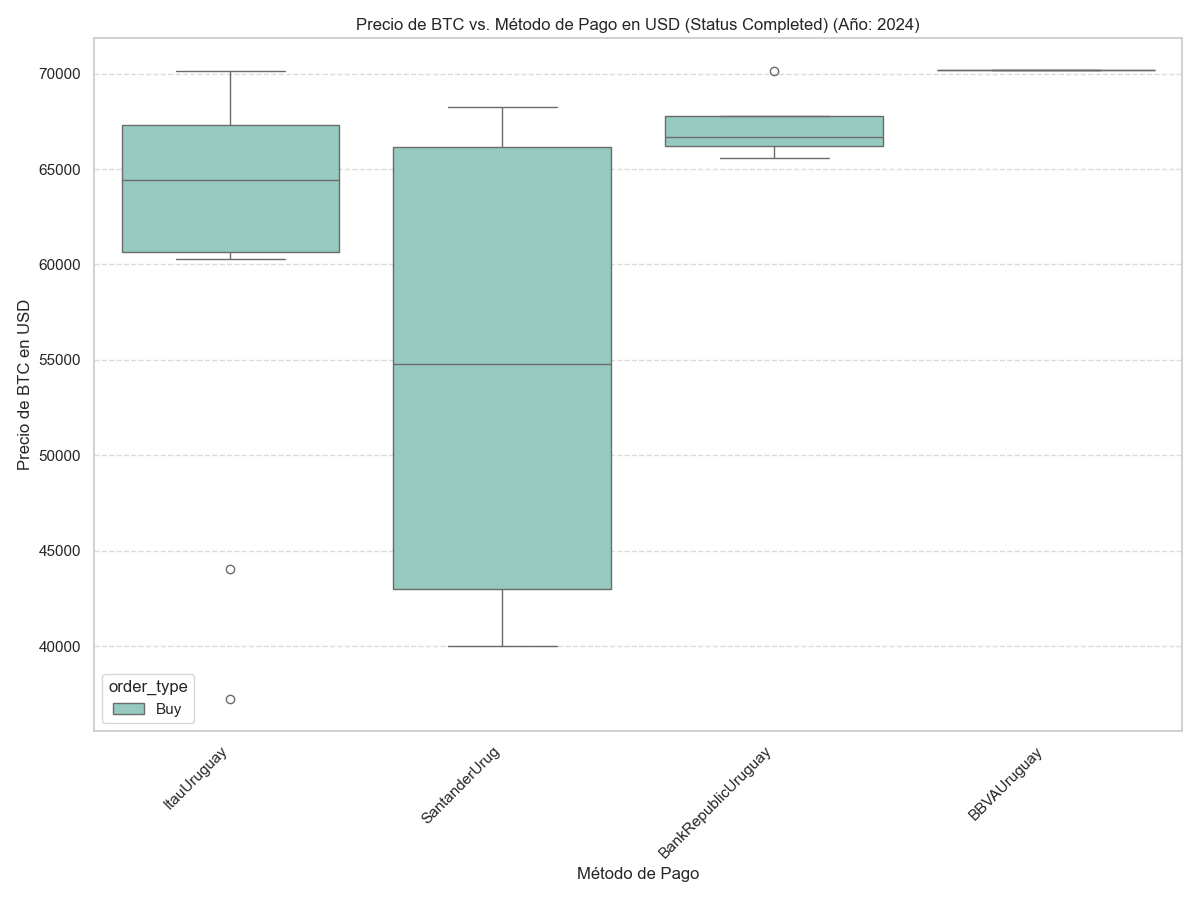 Precio de BTC vs. Método de Pago en USD (Status Completed) (Año: 2024)
Precio de BTC en USD
70000
65000
60000
55000
50000
45000
40000
order_type
Buy
ItauUruguay
SantanderUrug
BankRepublicUruguay
BBVAUruguay
Método de Pago